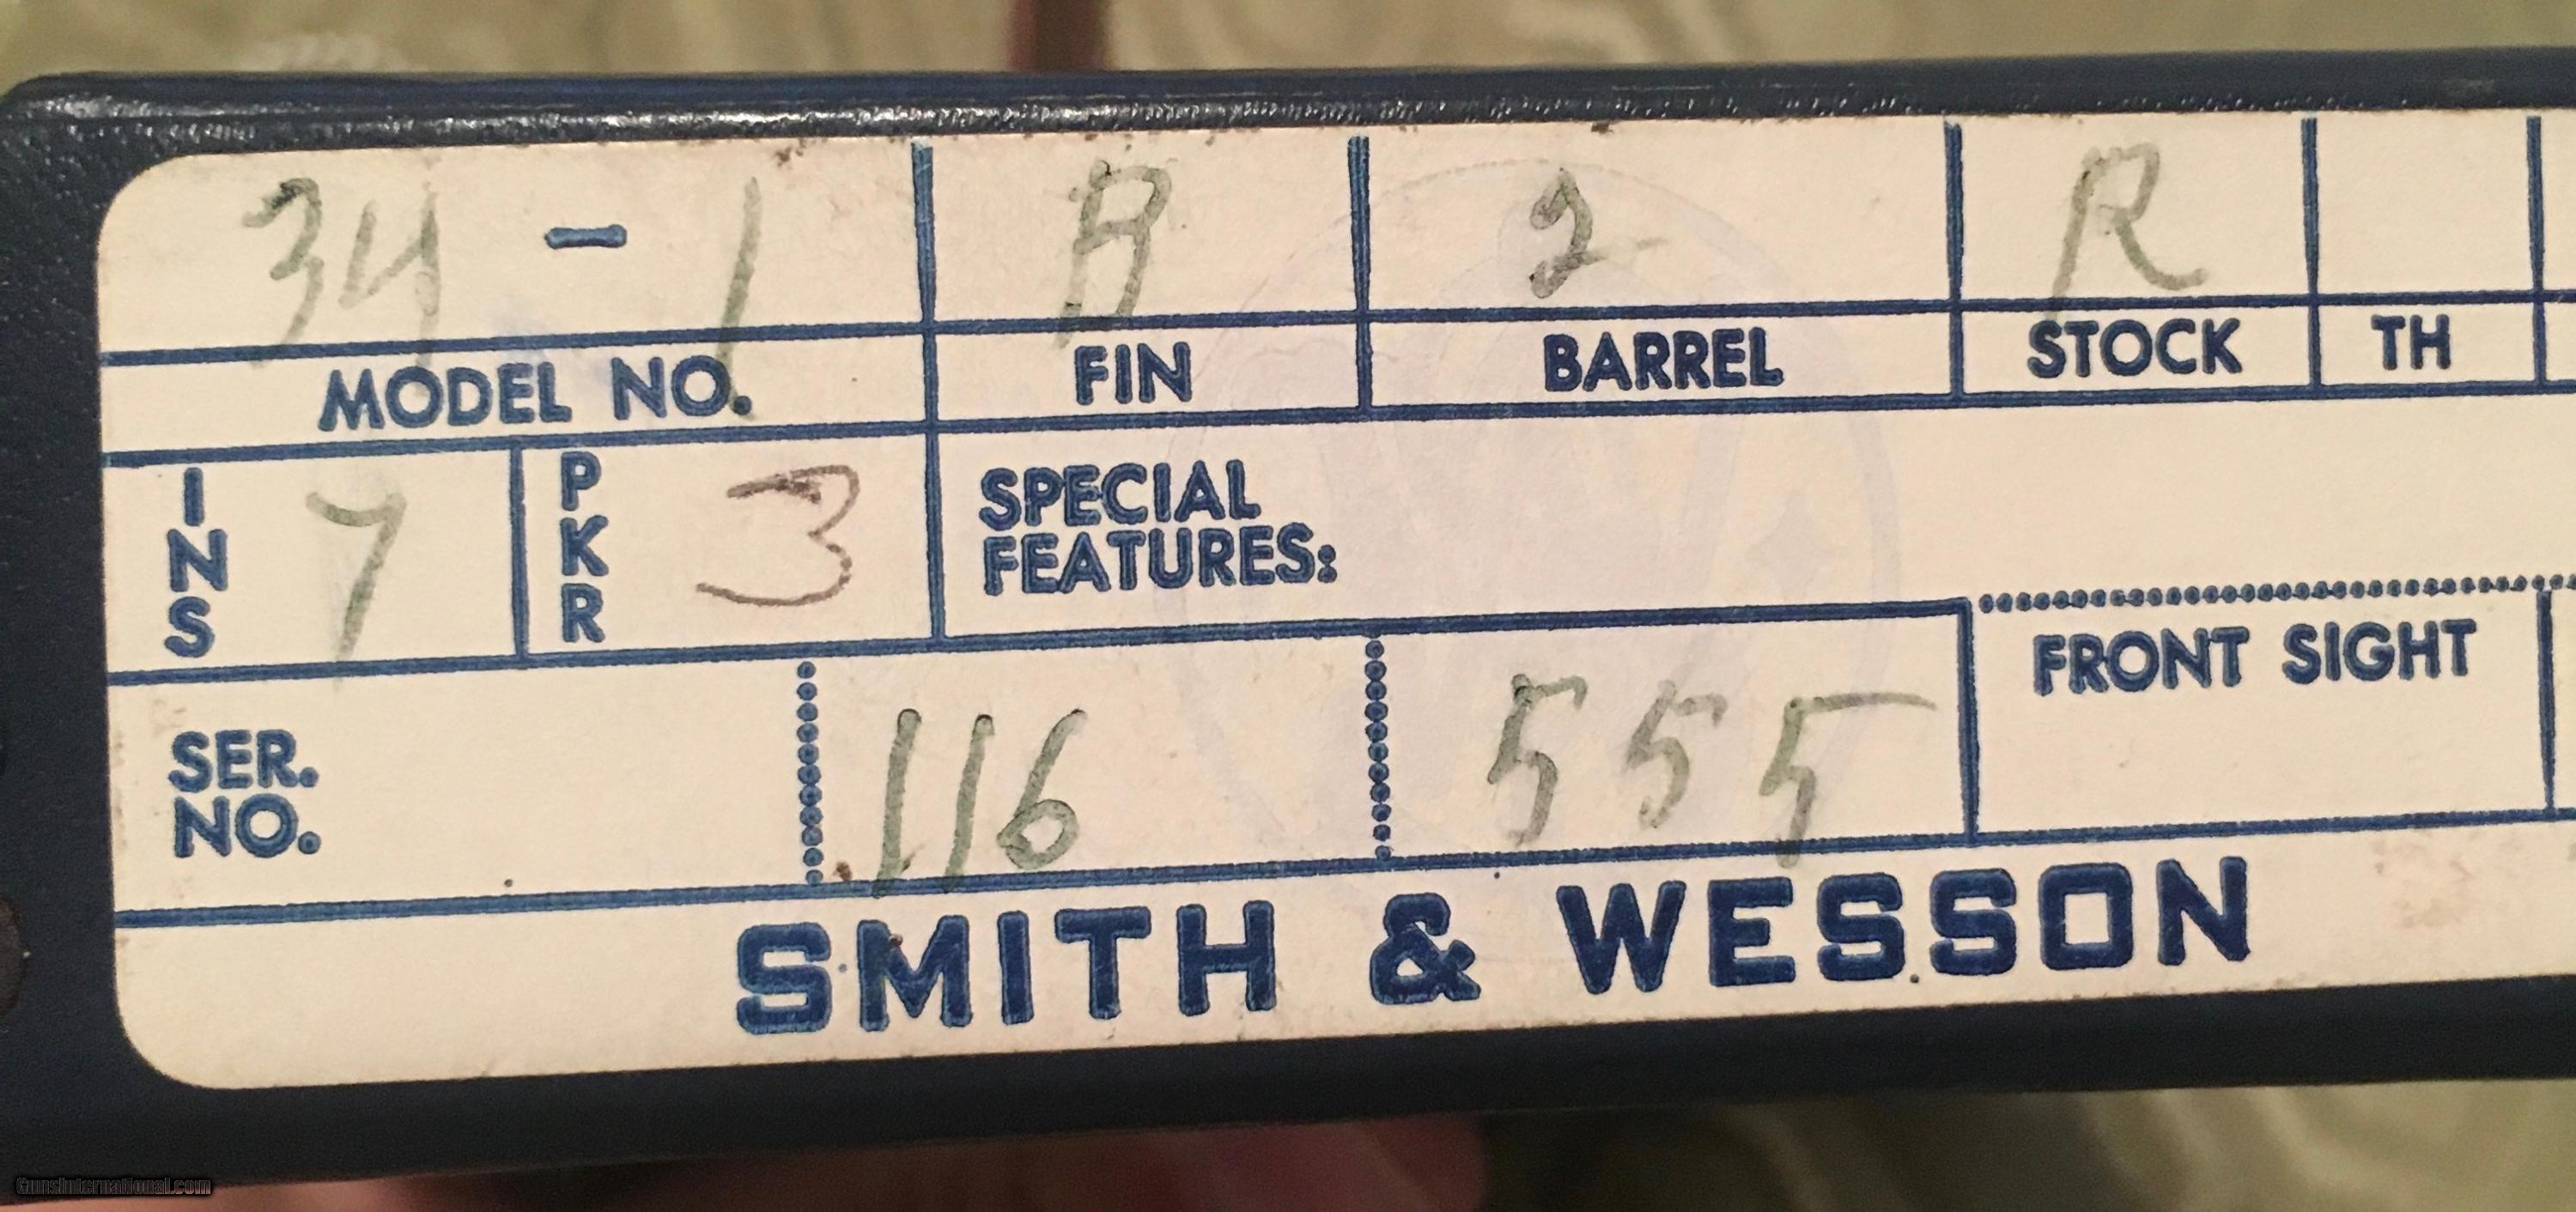 34 - 1 B 2 R
MODEL NO. FIN BARREL STOCK TH
INS 7 PKR 3 SPECIAL
FEATURES:
FRONT SIGHT
SER.
NO. 116 555
SMITH & WESSON
GunsInternational.com